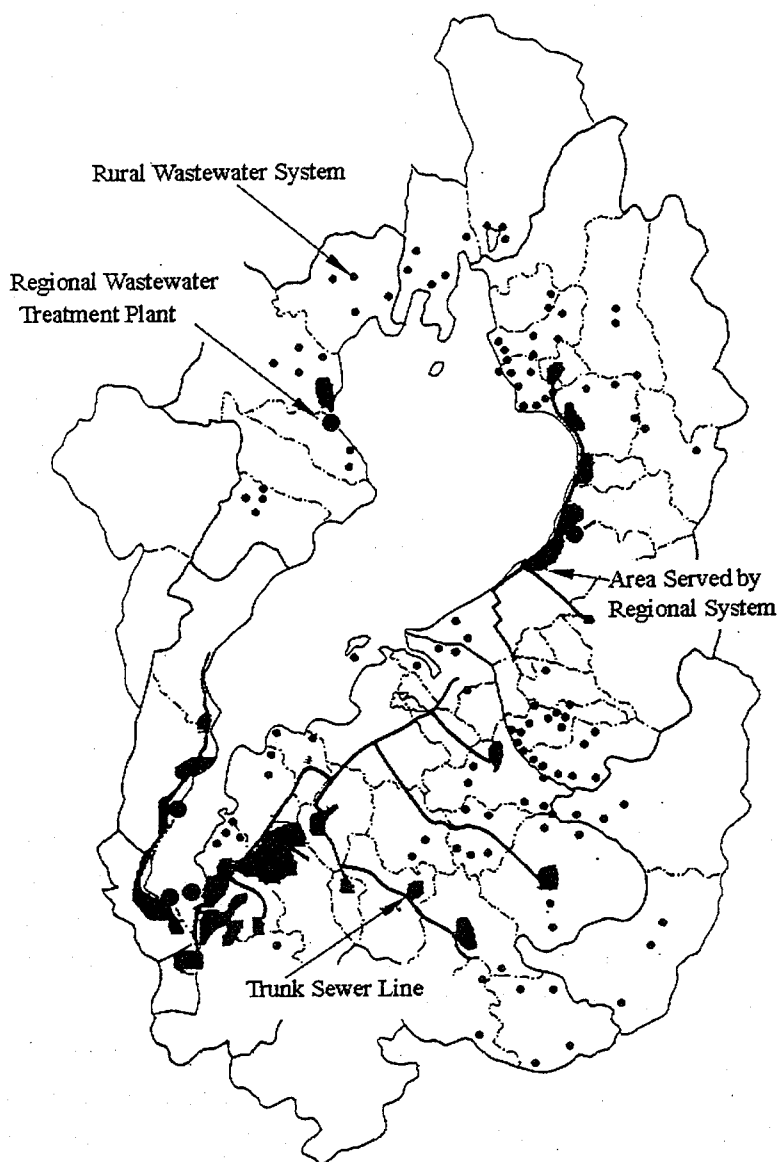 Rural Wastewater System
Regional Wastewater
Treatment Plant
Area Served by
Regional System
Trunk Sewer Line